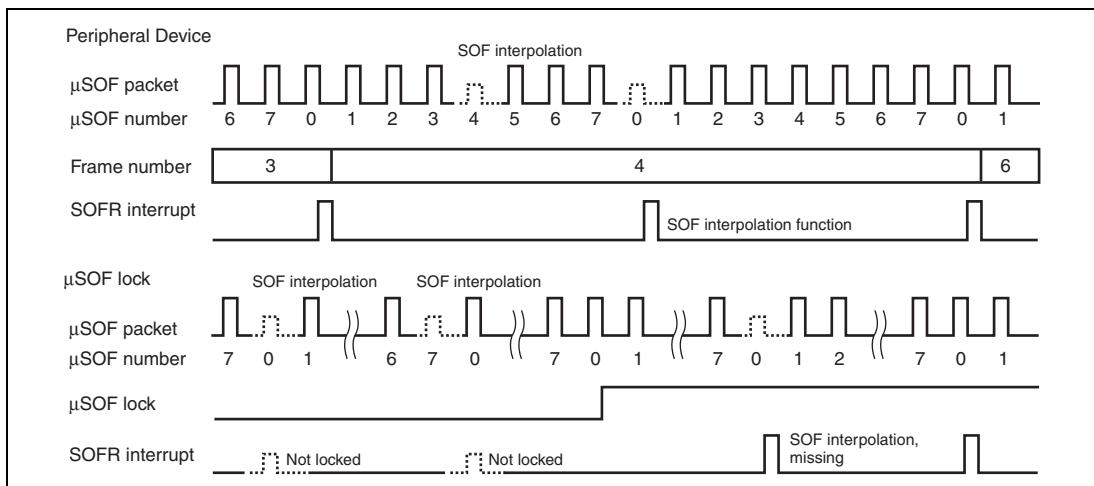 Peripheral Device
SOF interpolation
μSOF packet
μSOF number 6 7 0 1 2 3 4 5 6 7 0 1 2 3 4 5 6 7 0 1
Frame number 3 4 6
SOFR interrupt
SOF interpolation function
μSOF lock
SOF interpolation SOF interpolation
μSOF packet
μSOF number 7 0 1 6 7 0 7 0 1 7 0 1 2 7 0 1
μSOF lock
SOFR interrupt Not locked Not locked SOF interpolation,
missing